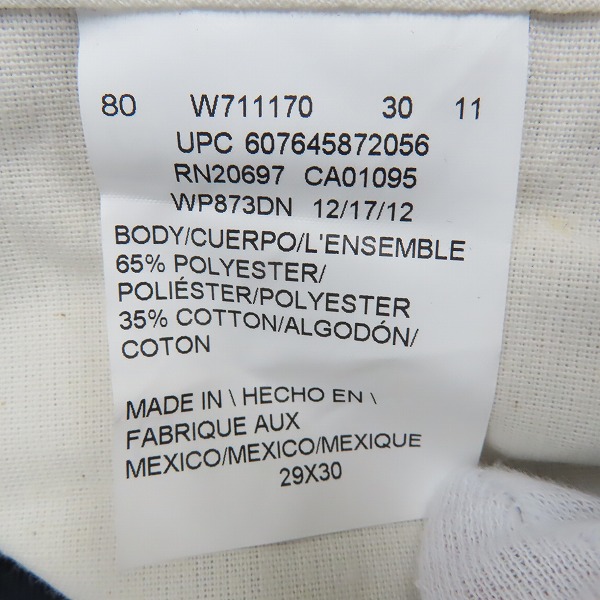 80 W711170 30 11
UPC 607645872056
RN20697 CA01095
WP873DN 12/17/12
BODY/CUERPO/L'ENSEMBLE
65% POLYESTER/
POLIÉSTER/POLYESTER
35% COTTON/ALGODÓN/
COTON
MADE IN \ HECHO EN \
FABRIQUE AUX
MEXICO/MEXICO/MEXIQUE
29X30